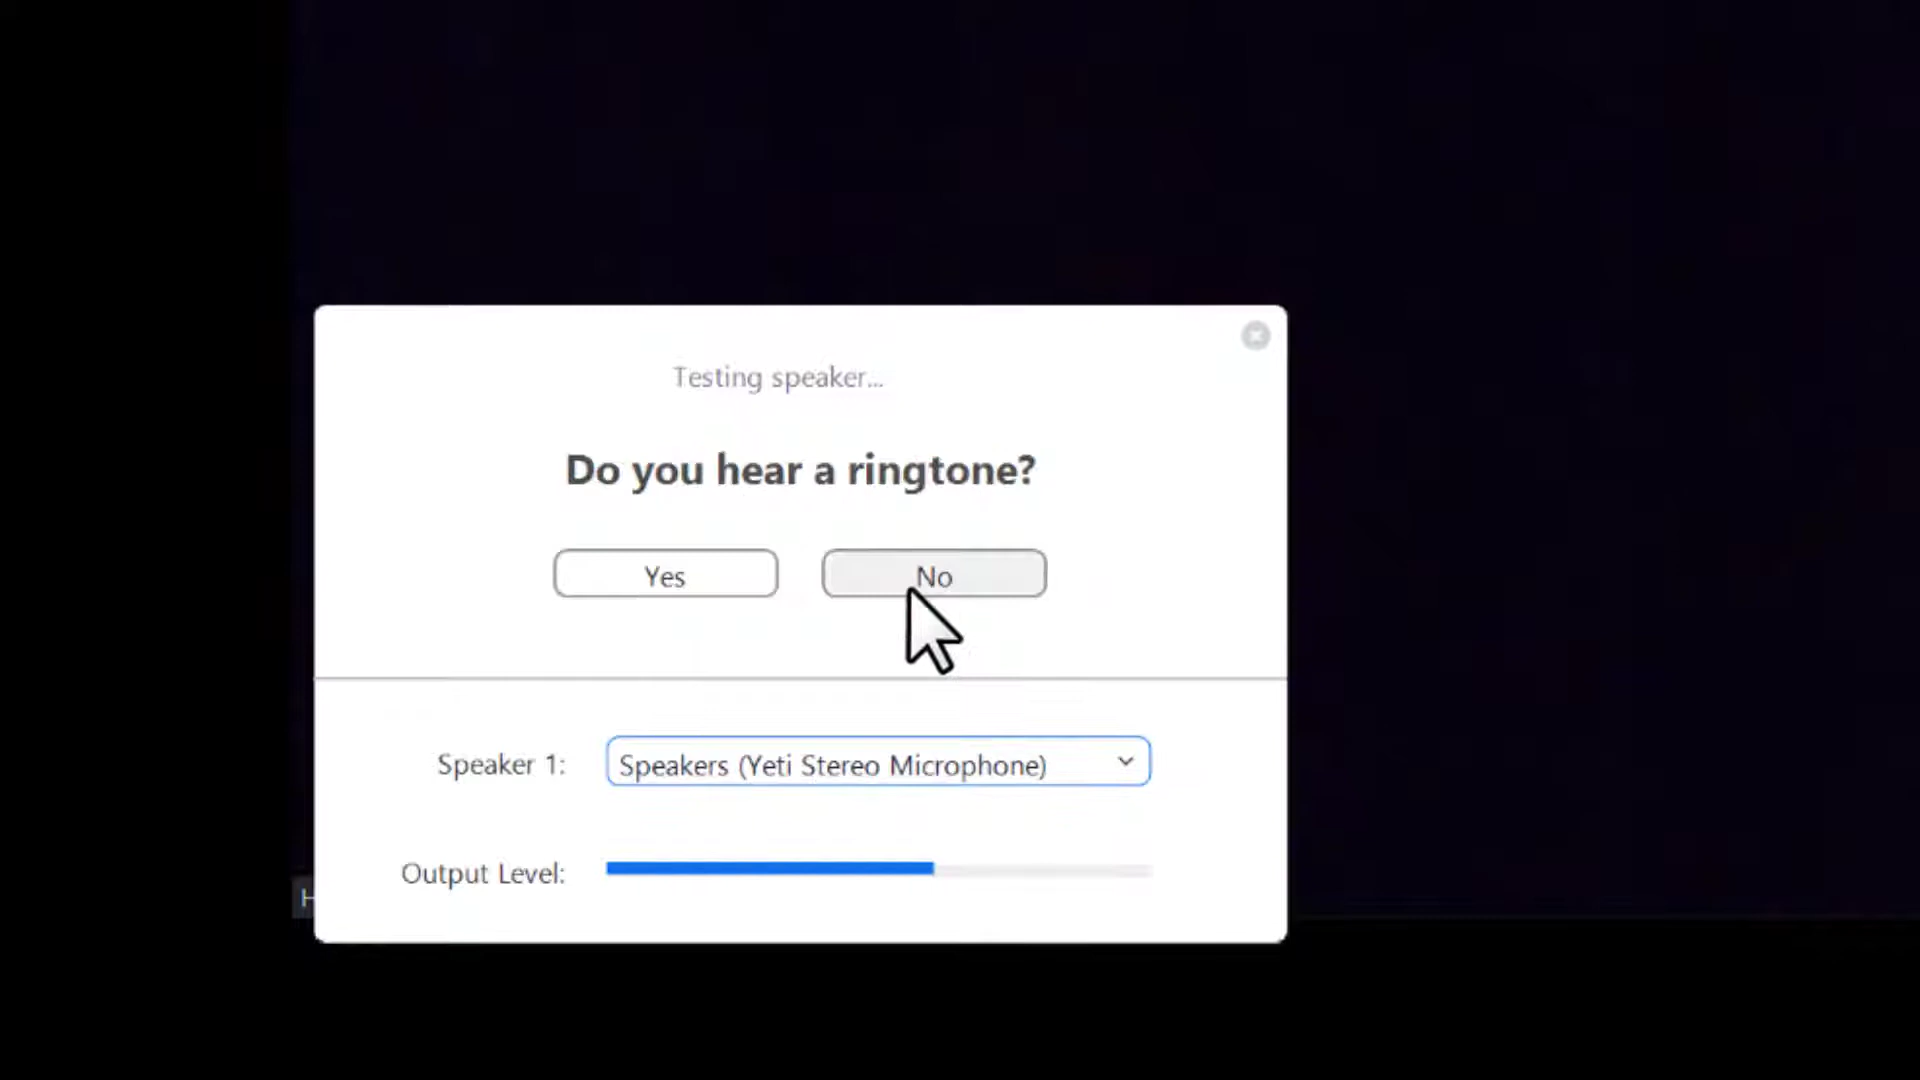 Testing speaker...
Do you hear a ringtone?
Yes
No
Speaker 1:
Speakers (Yeti Stereo Microphone)
Output Level:
H